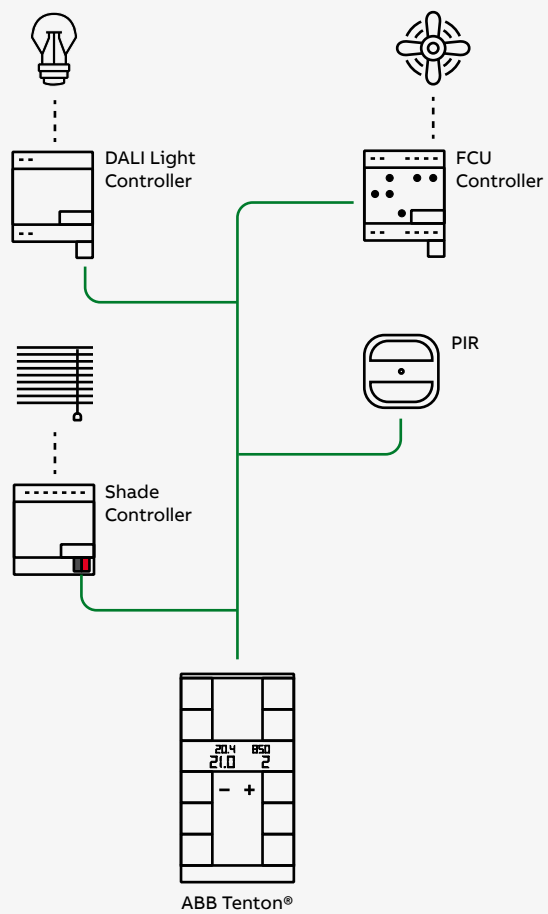 DALI Light
Controller
FCU
Controller
PIR
Shade
Controller
20.4 850
21.0 2
- +
ABB Tenton®